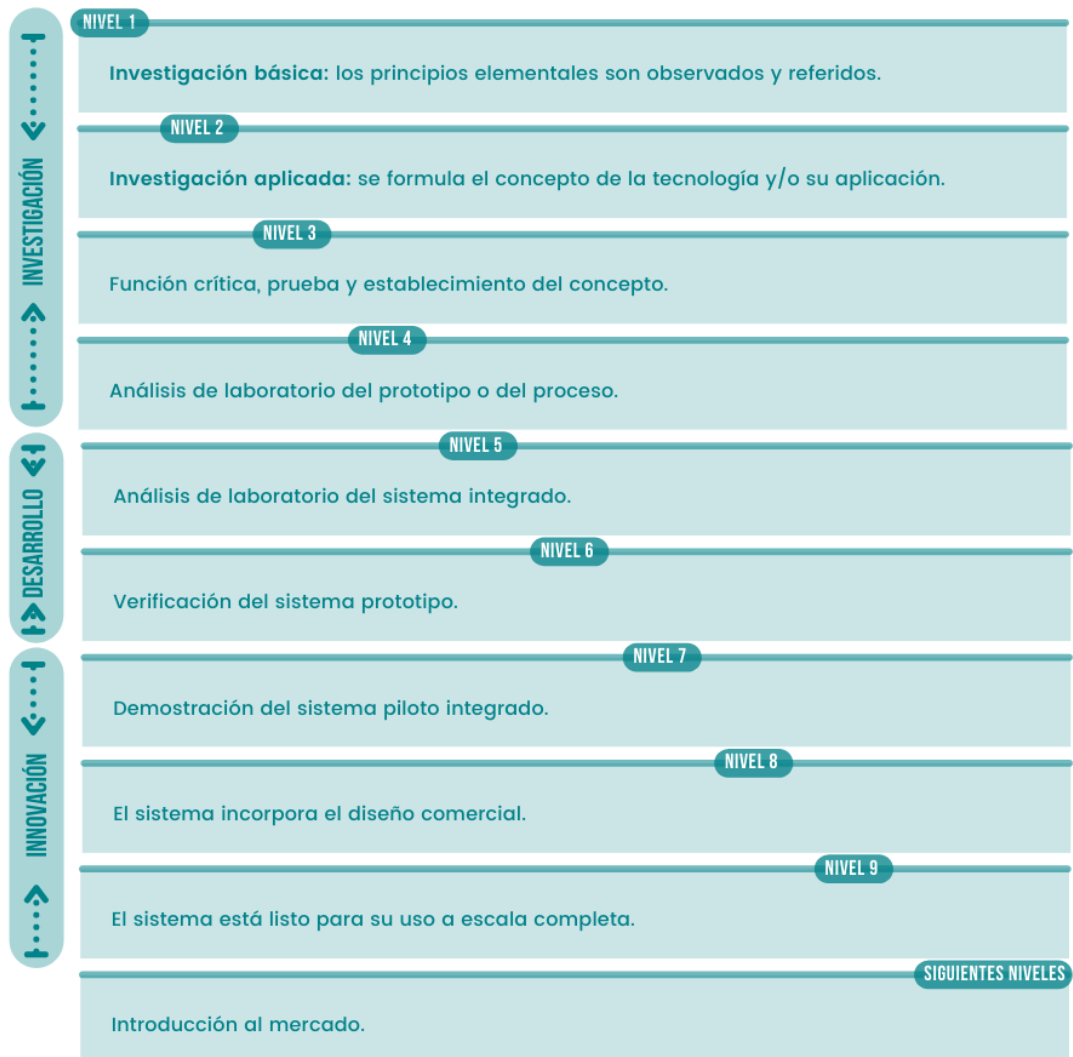 INVESTIGACIÓN
NIVEL 1
Investigación básica: los principios elementales son observados y referidos.
NIVEL 2
Investigación aplicada: se formula el concepto de la tecnología y/o su aplicación.
NIVEL 3
Función crítica, prueba y establecimiento del concepto.
NIVEL 4
Análisis de laboratorio del prototipo o del proceso.
DESARROLLO
NIVEL 5
Análisis de laboratorio del sistema integrado.
NIVEL 6
Verificación del sistema prototipo.
INNOVACIÓN
NIVEL 7
Demostración del sistema piloto integrado.
NIVEL 8
El sistema incorpora el diseño comercial.
NIVEL 9
El sistema está listo para su uso a escala completa.
SIGUIENTES NIVELES
Introducción al mercado.